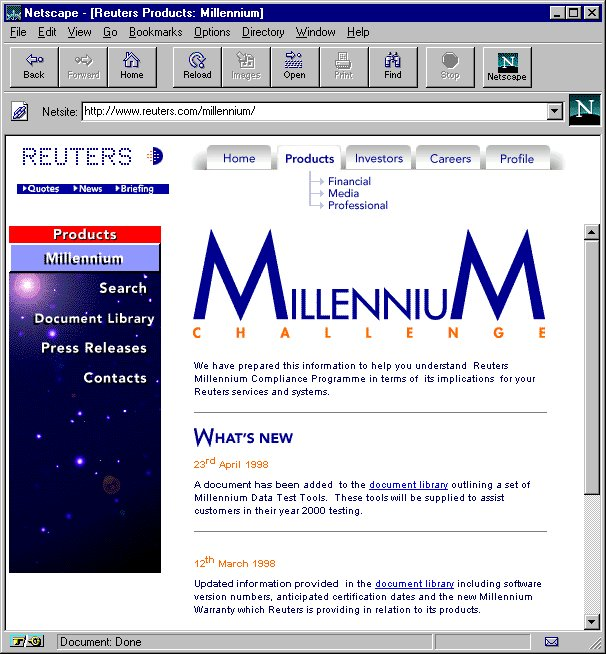 Netscape - [Reuters Products: Millennium]
File Edit View Go Bookmarks Options Directory Window Help
Back Forward Home Reload Images Open Print Find Stop Netscape
Netsite: http://www.reuters.com/millennium/ N
REUTERS
Home Products Investors Careers Profile
Quotes News Briefing
Financial
Media
Professional
Products
Millennium
Search
Document Library
Press Releases
Contacts
MILLENNIUM
CHALLENGE
We have prepared this information to help you understand Reuters
Millennium Compliance Programme in terms of its implications for your
Reuters services and systems.
WHAT'S NEW
23rd April 1998
A document has been added to the document library outlining a set of
Millennium Data Test Tools. These tools will be supplied to assist
customers in their year 2000 testing.
12th March 1998
Updated information provided in the document library including software
version numbers, anticipated certification dates and the new Millennium
Warranty which Reuters is providing in relation to its products.
Document: Done